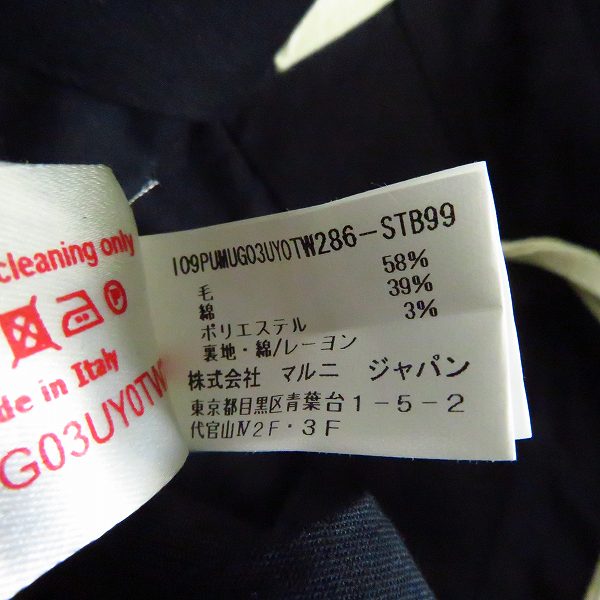 cleaning only
P
in Italy
G03UY0TW
I09PUMUG03UY0TW286-STB99
毛 58%
綿 39%
ポリエステル 3%
裏地・綿/レーヨン
株式会社 マルニ ジャパン
東京都目黒区青葉台1-5-2
代官山Ⅳ2F・3F